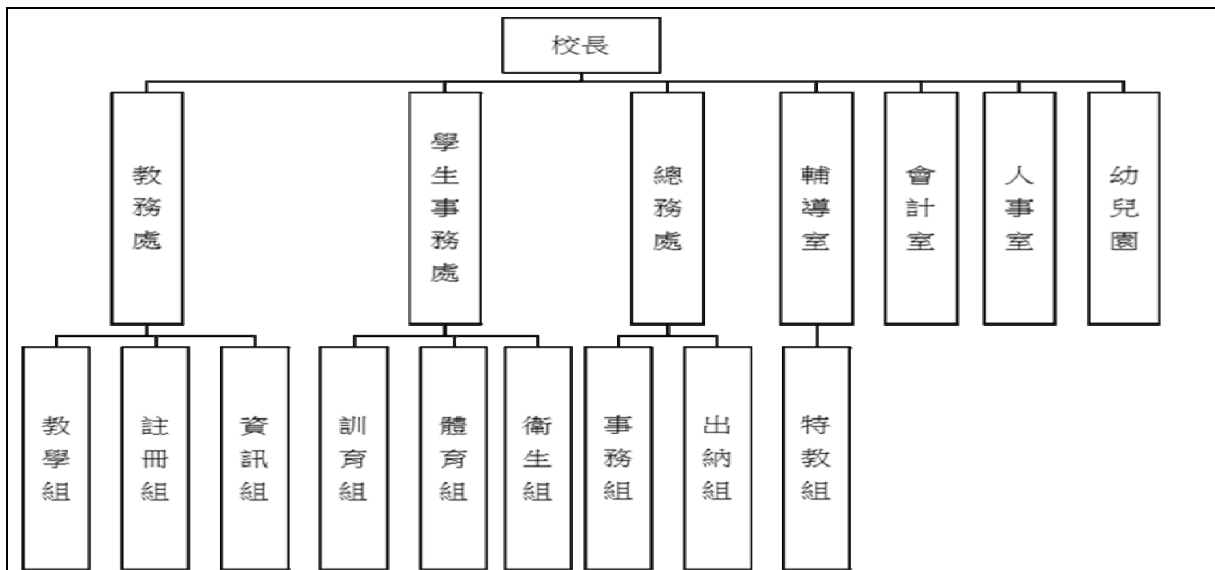 校長
教務處
學生事務處
總務處
輔導室
會計室
人事室
幼兒園
教學組
註冊組
資訊組
訓育組
體育組
衛生組
事務組
出納組
特教組